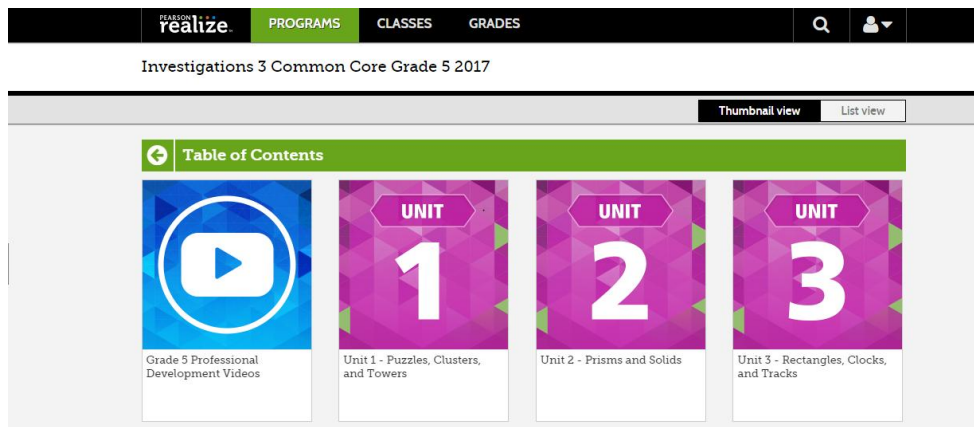 PEARSON
realize. PROGRAMS CLASSES GRADES
Investigations 3 Common Core Grade 5 2017
Thumbnail view List view
Table of Contents
UNIT
1
UNIT
2
UNIT
3
Grade 5 Professional
Development Videos
Unit 1 - Puzzles, Clusters,
and Towers
Unit 2 - Prisms and Solids
Unit 3 - Rectangles, Clocks,
and Tracks